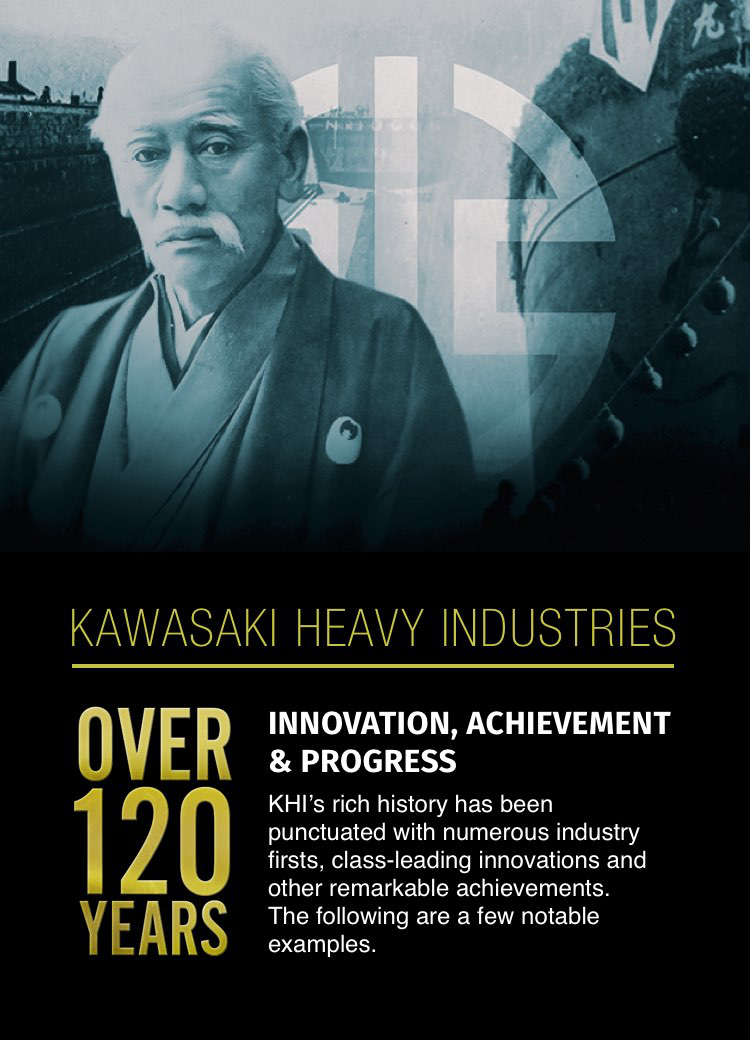 KAWASAKI HEAVY INDUSTRIES
OVER
120
YEARS
INNOVATION, ACHIEVEMENT
& PROGRESS
KHI’s rich history has been
punctuated with numerous industry
firsts, class-leading innovations and
other remarkable achievements.
The following are a few notable
examples.